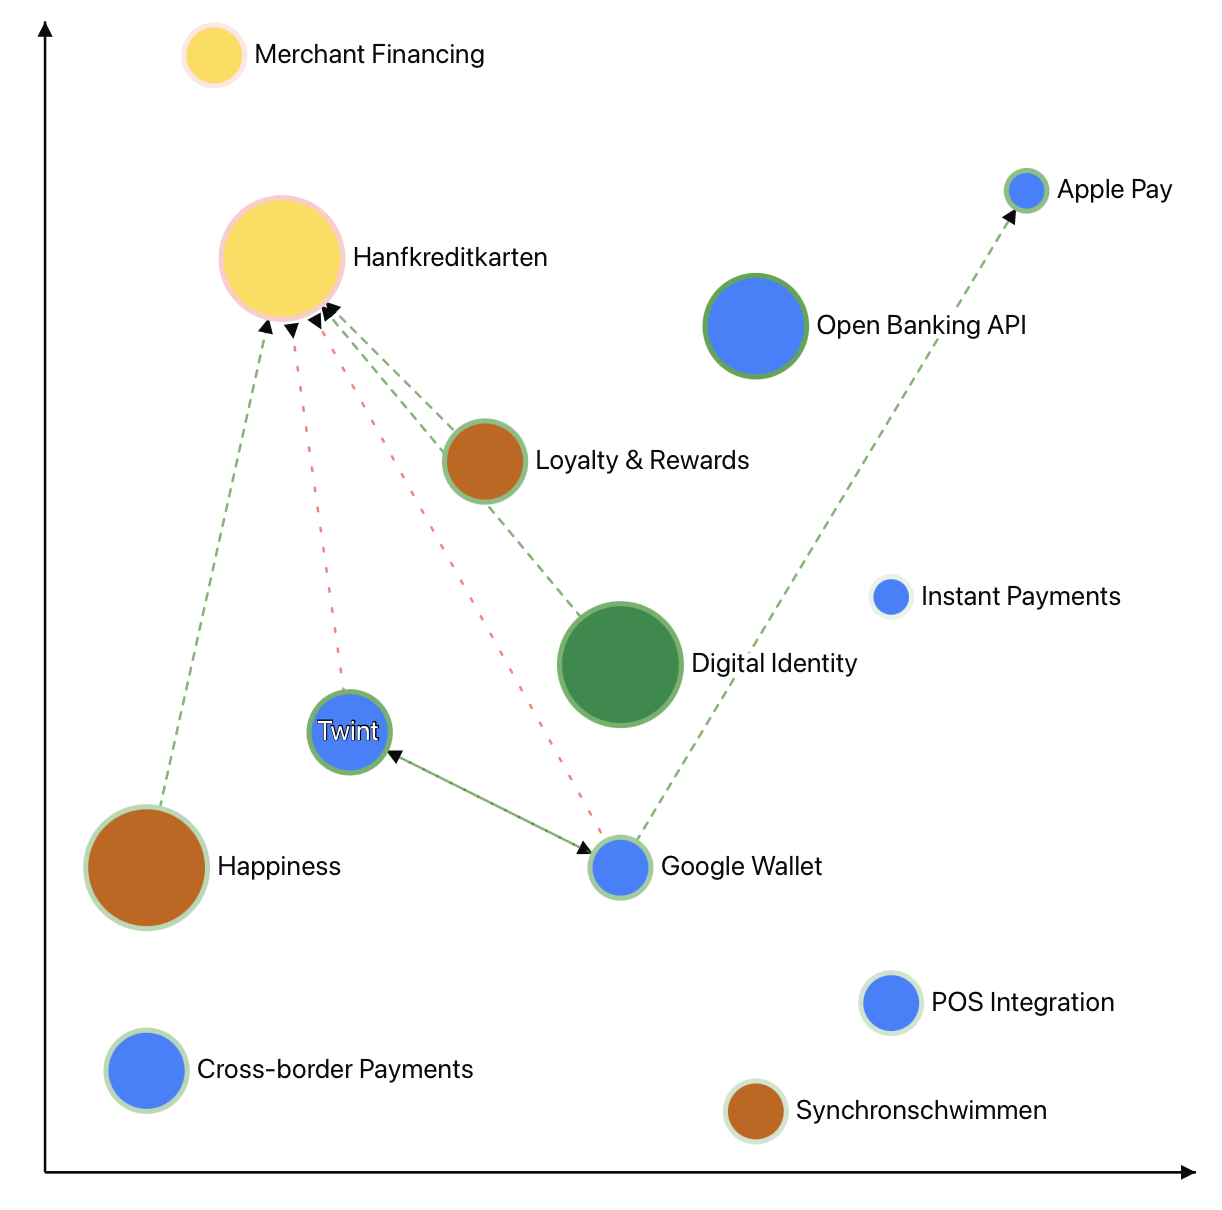 Merchant Financing
Apple Pay
Hanfkreditkarten
Open Banking API
Loyalty & Rewards
Instant Payments
Digital Identity
Twint
Happiness
Google Wallet
POS Integration
Cross-border Payments
Synchronschwimmen